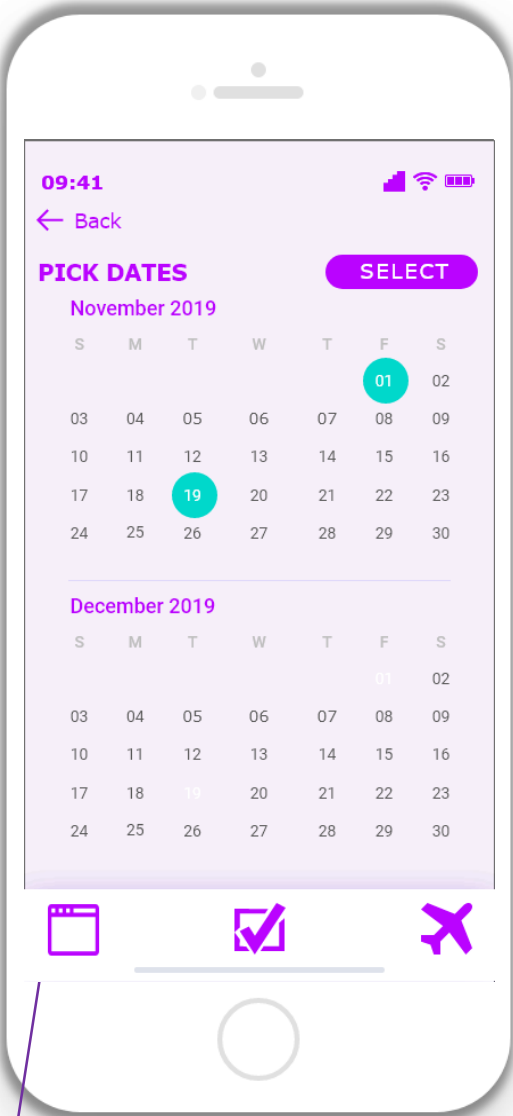 09:41
Back
PICK DATES SELECT
November 2019
S M T W T F S
01 02
03 04 05 06 07 08 09
10 11 12 13 14 15 16
17 18 19 20 21 22 23
24 25 26 27 28 29 30
December 2019
S M T W T F S
01 02
03 04 05 06 07 08 09
10 11 12 13 14 15 16
17 18 19 20 21 22 23
24 25 26 27 28 29 30